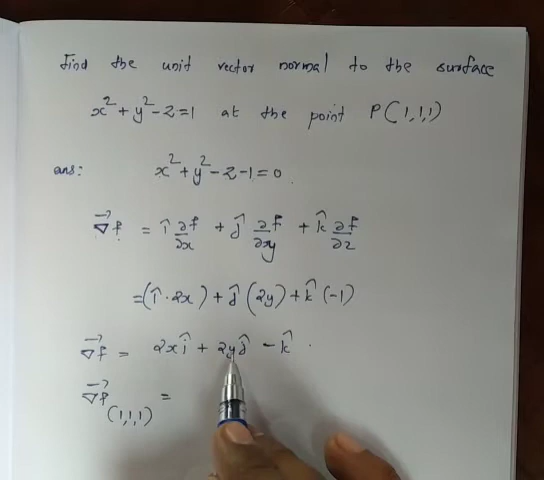 Find the unit vector normal to the surface
x² + y² - z = 1 at the point P(1,1,1)
ans: x² + y² - z - 1 = 0.
∇⃗f = î ∂f/∂x + ĵ ∂f/∂y + k̂ ∂f/∂z
= (î · 2x) + ĵ (2y) + k̂ (-1)
∇⃗f = 2xî + 2yĵ - k̂ .
∇⃗f (1,1,1) =